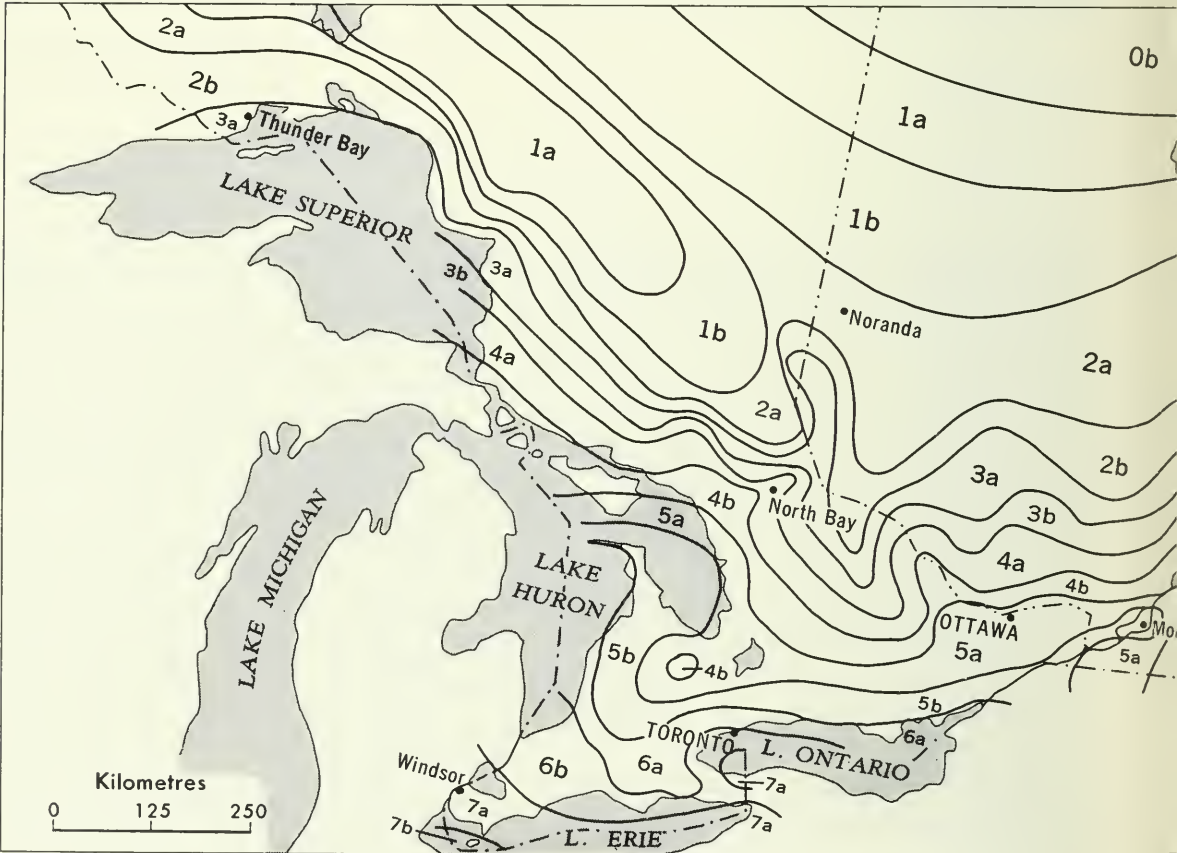 2a
Ob
2b
1a
3a
Thunder Bay
1a
LAKE SUPERIOR
1b
3b
3a
Noranda
1b
4a
2a
2a
2b
3a
4b
North Bay
5a
3b
LAKE MICHIGAN
LAKE
HURON
4a
4b
OTTAWA
5b
4b
5a
5a
5b
TORONTO
L. ONTARIO
6a
Kilometres
0 125 250
Windsor
6b
6a
7a
7a
7b
L. ERIE
7a